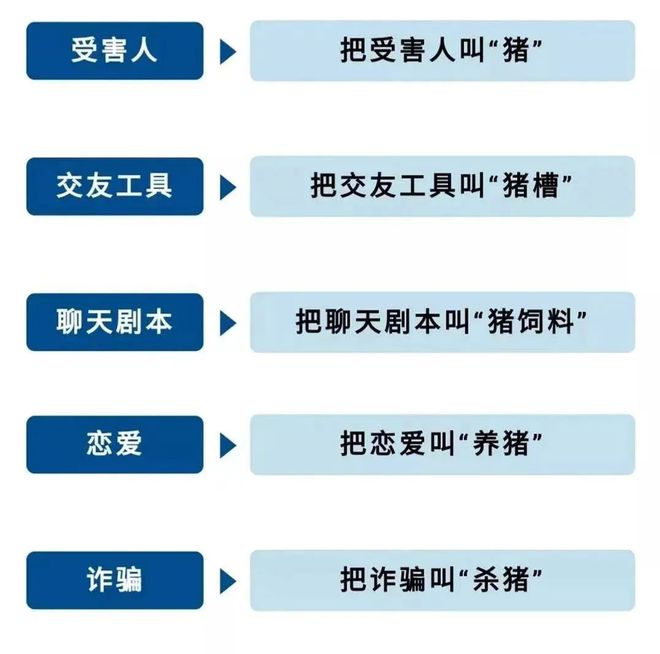 受害人
把受害人叫“猪”
交友工具
把交友工具叫“猪槽”
聊天剧本
把聊天剧本叫“猪饲料”
恋爱
把恋爱叫“养猪”
诈骗
把诈骗叫“杀猪”